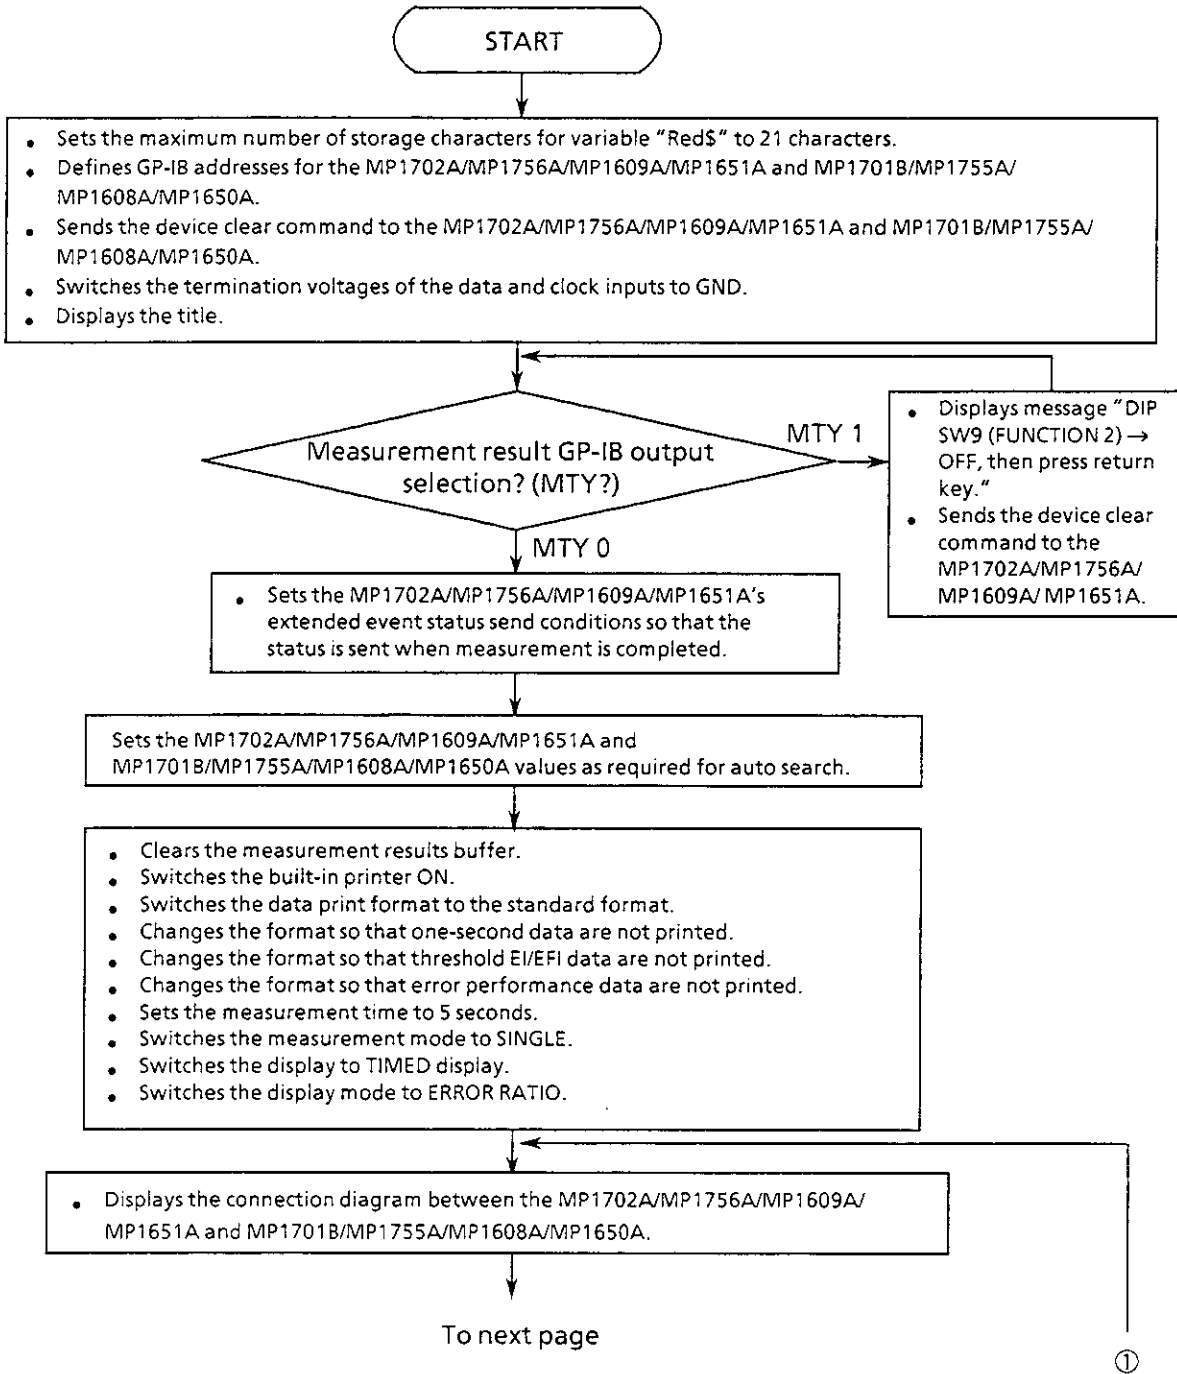 START
• Sets the maximum number of storage characters for variable "Red$" to 21 characters.
• Defines GP-IB addresses for the MP1702A/MP1756A/MP1609A/MP1651A and MP1701B/MP1755A/
MP1608A/MP1650A.
• Sends the device clear command to the MP1702A/MP1756A/MP1609A/MP1651A and MP1701B/MP1755A/
MP1608A/MP1650A.
• Switches the termination voltages of the data and clock inputs to GND.
• Displays the title.
Measurement result GP-IB output
selection? (MTY?)
MTY 1
• Displays message "DIP
SW9 (FUNCTION 2) →
OFF, then press return
key."
• Sends the device clear
command to the
MP1702A/MP1756A/
MP1609A/ MP1651A.
MTY 0
• Sets the MP1702A/MP1756A/MP1609A/MP1651A's
extended event status send conditions so that the
status is sent when measurement is completed.
Sets the MP1702A/MP1756A/MP1609A/MP1651A and
MP1701B/MP1755A/MP1608A/MP1650A values as required for auto search.
• Clears the measurement results buffer.
• Switches the built-in printer ON.
• Switches the data print format to the standard format.
• Changes the format so that one-second data are not printed.
• Changes the format so that threshold EI/EFI data are not printed.
• Changes the format so that error performance data are not printed.
• Sets the measurement time to 5 seconds.
• Switches the measurement mode to SINGLE.
• Switches the display to TIMED display.
• Switches the display mode to ERROR RATIO.
• Displays the connection diagram between the MP1702A/MP1756A/MP1609A/
MP1651A and MP1701B/MP1755A/MP1608A/MP1650A.
To next page
①